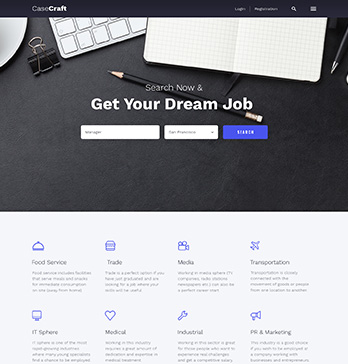 CaseCraft
Login | Registration
Search Now &
Get Your Dream Job
Manager
San Francisco
SEARCH
Food Service
Food service includes facilities
that serve meals and snacks
for immediate consumption
on site (away from home)
Trade
Trade is a perfect option if you
have just graduated and are
looking for a job where your
skills will be useful.
Media
Working in media sphere (TV
companies, radio stations,
newspapers etc.) can also be
a perfect career start.
Transportation
Transportation is closely
connected with the
movement of goods or people
from one location to another.
IT Sphere
IT sphere is one of the most
rapid-growing industries
where many young specialists
find a chance to be employed
Medical
Working in this industry
requires a great amount of
dedication and expertise in
medical treatment.
Industrial
Working in this sector is great
for those people who want to
experience real challenges
and get a competitive salary.
PR & Marketing
This industry is a good choice
if you wish to be employed at
a company working with
businesses and entrepreneurs